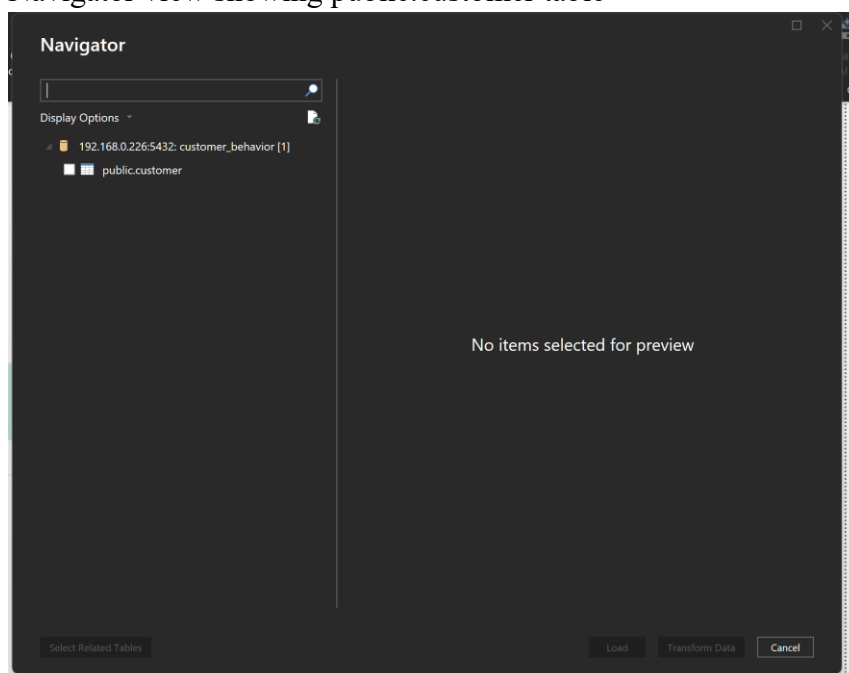 Navigator view showing public.customer table
Navigator
Display Options
192.168.0.226:5432: customer_behavior [1]
public.customer
No items selected for preview
Select Related Tables
Load
Transform Data
Cancel